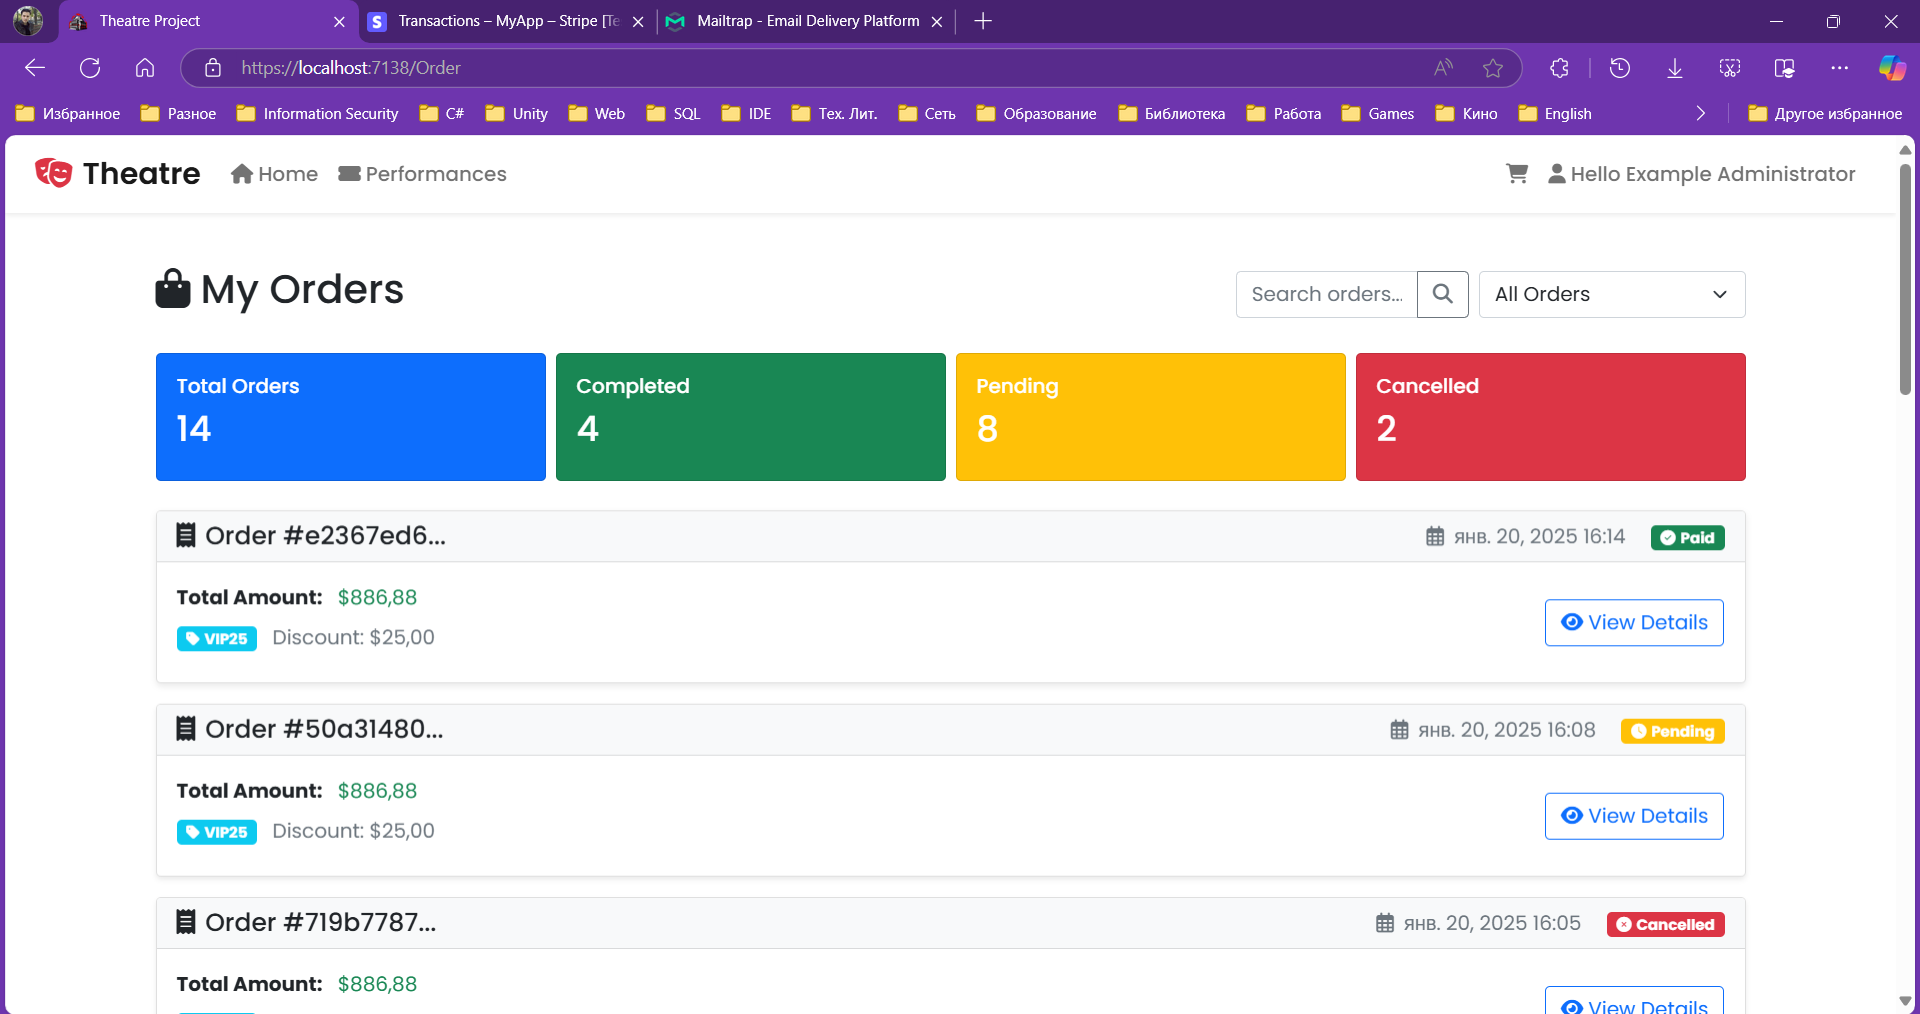 Theatre Project
Transactions – MyApp – Stripe [Te
Mailtrap - Email Delivery Platform
https://localhost:7138/Order
Избранное
Разное
Information Security
C#
Unity
Web
SQL
IDE
Тех. Лит.
Сеть
Образование
Библиотека
Работа
Games
Кино
English
Другое избранное
Theatre
Home
Performances
Hello Example Administrator
My Orders
Search orders...
All Orders
Total Orders
14
Completed
4
Pending
8
Cancelled
2
Order #e2367ed6...
янв. 20, 2025 16:14
Paid
Total Amount: $886,88
VIP25 Discount: $25,00
View Details
Order #50a31480...
янв. 20, 2025 16:08
Pending
Total Amount: $886,88
VIP25 Discount: $25,00
View Details
Order #719b7787...
янв. 20, 2025 16:05
Cancelled
Total Amount: $886,88
View Details